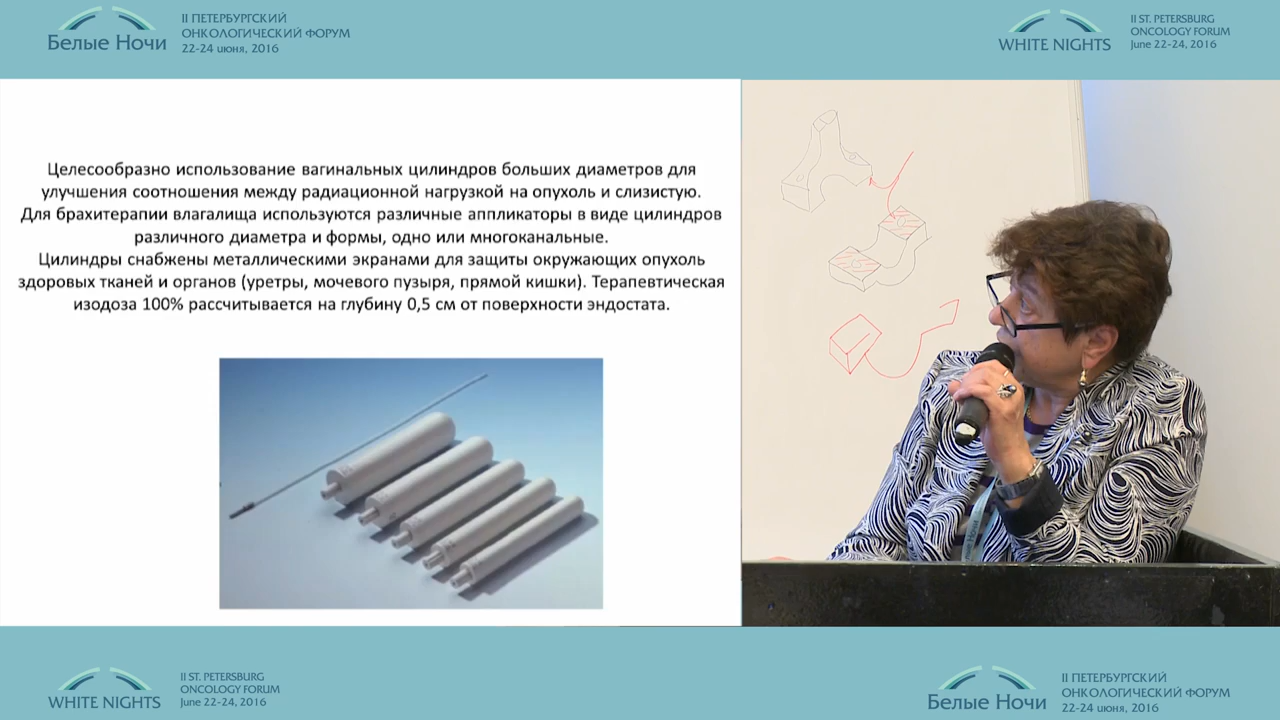 Белые Ночи
II ПЕТЕРБУРГСКИЙ
ОНКОЛОГИЧЕСКИЙ ФОРУМ
22-24 июня, 2016
WHITE NIGHTS
II ST. PETERSBURG
ONCOLOGY FORUM
June 22-24, 2016
Целесообразно использование вагинальных цилиндров больших диаметров для
улучшения соотношения между радиационной нагрузкой на опухоль и слизистую.
Для брахитерапии влагалища используются различные аппликаторы в виде цилиндров
различного диаметра и формы, одно или многоканальные.
Цилиндры снабжены металлическими экранами для защиты окружающих опухоль
здоровых тканей и органов (уретры, мочевого пузыря, прямой кишки). Терапевтическая
изодоза 100% рассчитывается на глубину 0,5 см от поверхности эндостата.
Белые Ночи
WHITE NIGHTS
II ST. PETERSBURG
ONCOLOGY FORUM
June 22-24, 2016
Белые Ночи
II ПЕТЕРБУРГСКИЙ
ОНКОЛОГИЧЕСКИЙ ФОРУМ
22-24 июня, 2016